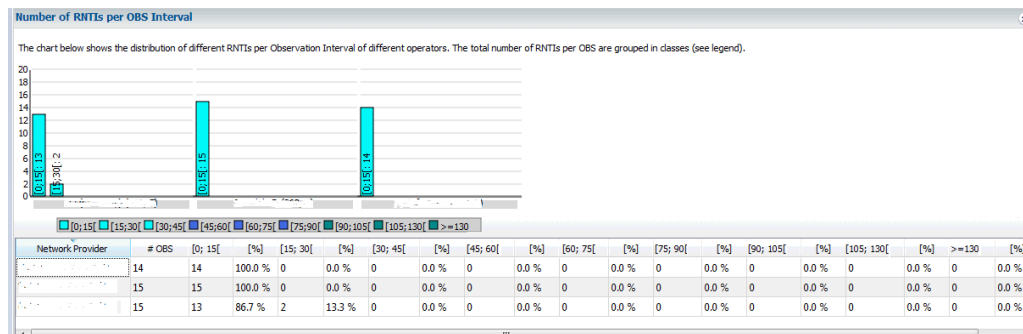 Number of RNTIs per OBS Interval
The chart below shows the distribution of different RNTIs per Observation Interval of different operators. The total number of RNTIs per OBS are grouped in classes (see legend).
20
18
16
14
12
10
8
6
4
2
0
[0;15[: 13
[15;30[: 2
[0;15[: 15
[0;15[: 14
[0;15[ [15;30[ [30;45[ [45;60[ [60;75[ [75;90[ [90;105[ [105;130[ >=130
Network Provider # OBS [0; 15[ [%] [15; 30[ [%] [30; 45[ [%] [45; 60[ [%] [60; 75[ [%] [75; 90[ [%] [90; 105[ [%] [105; 130[ [%] >=130 [%]
14 14 100.0 % 0 0.0 % 0 0.0 % 0 0.0 % 0 0.0 % 0 0.0 % 0 0.0 % 0 0.0 % 0 0.0 %
15 15 100.0 % 0 0.0 % 0 0.0 % 0 0.0 % 0 0.0 % 0 0.0 % 0 0.0 % 0 0.0 % 0 0.0 %
15 13 86.7 % 2 13.3 % 0 0.0 % 0 0.0 % 0 0.0 % 0 0.0 % 0 0.0 % 0 0.0 % 0 0.0 %